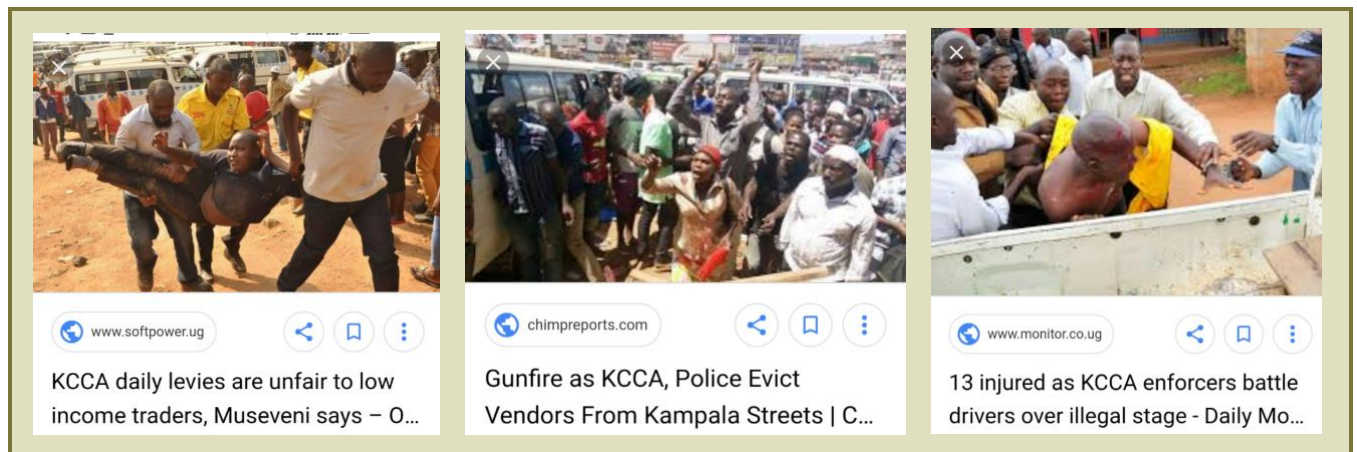 www.softpower.ug
KCCA daily levies are unfair to low
income traders, Museveni says – O...
chimpreports.com
Gunfire as KCCA, Police Evict
Vendors From Kampala Streets | C...
www.monitor.co.ug
13 injured as KCCA enforcers battle
drivers over illegal stage - Daily Mo...